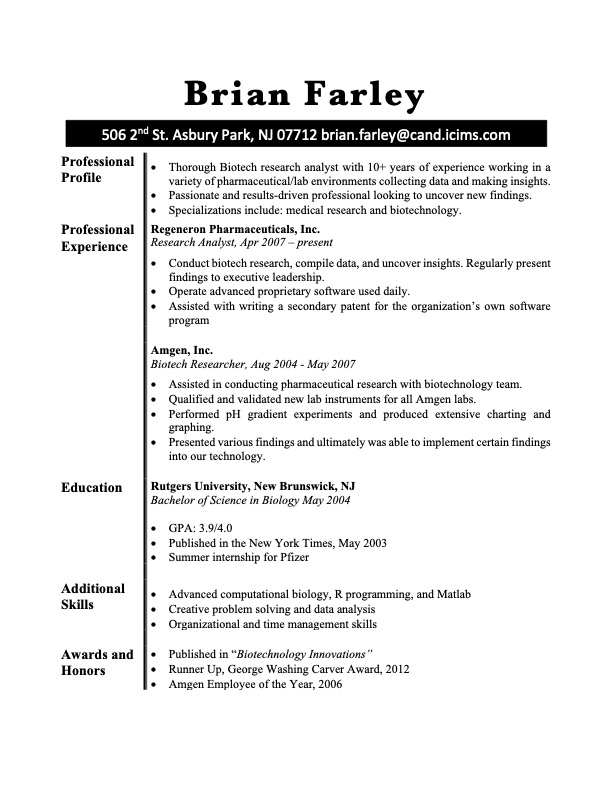 Brian Farley
506 2nd St. Asbury Park, NJ 07712 brian.farley@cand.icims.com
Professional
Profile
• Thorough Biotech research analyst with 10+ years of experience working in a
variety of pharmaceutical/lab environments collecting data and making insights.
• Passionate and results-driven professional looking to uncover new findings.
• Specializations include: medical research and biotechnology.
Professional
Experience
Regeneron Pharmaceuticals, Inc.
Research Analyst, Apr 2007 – present
• Conduct biotech research, compile data, and uncover insights. Regularly present
findings to executive leadership.
• Operate advanced proprietary software used daily.
• Assisted with writing a secondary patent for the organization’s own software
program
Amgen, Inc.
Biotech Researcher, Aug 2004 - May 2007
• Assisted in conducting pharmaceutical research with biotechnology team.
• Qualified and validated new lab instruments for all Amgen labs.
• Performed pH gradient experiments and produced extensive charting and
graphing.
• Presented various findings and ultimately was able to implement certain findings
into our technology.
Education
Rutgers University, New Brunswick, NJ
Bachelor of Science in Biology May 2004
• GPA: 3.9/4.0
• Published in the New York Times, May 2003
• Summer internship for Pfizer
Additional
Skills
• Advanced computational biology, R programming, and Matlab
• Creative problem solving and data analysis
• Organizational and time management skills
Awards and
Honors
• Published in “Biotechnology Innovations”
• Runner Up, George Washing Carver Award, 2012
• Amgen Employee of the Year, 2006